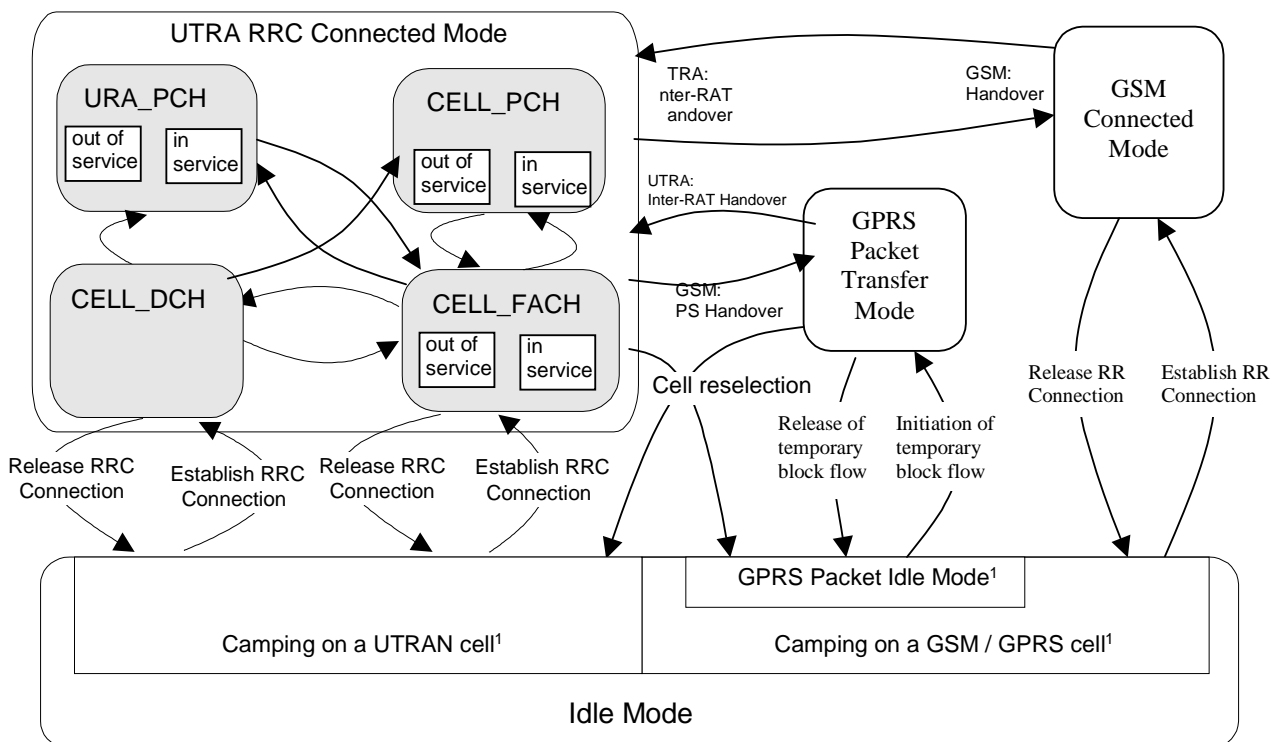 UTRA RRC Connected Mode
URA_PCH
out of
service
in
service
CELL_PCH
out of
service
in
service
CELL_DCH
CELL_FACH
out of
service
in
service
TRA:
nter-RAT
andover
GSM:
Handover
GSM
Connected
Mode
UTRA:
Inter-RAT Handover
GSM:
PS Handover
GPRS
Packet
Transfer
Mode
Cell reselection
Release RRC
Connection
Establish RRC
Connection
Release RRC
Connection
Establish RRC
Connection
Release of
temporary
block flow
Initiation of
temporary
block flow
Release RR
Connection
Establish RR
Connection
GPRS Packet Idle Mode¹
Camping on a UTRAN cell¹
Camping on a GSM / GPRS cell¹
Idle Mode